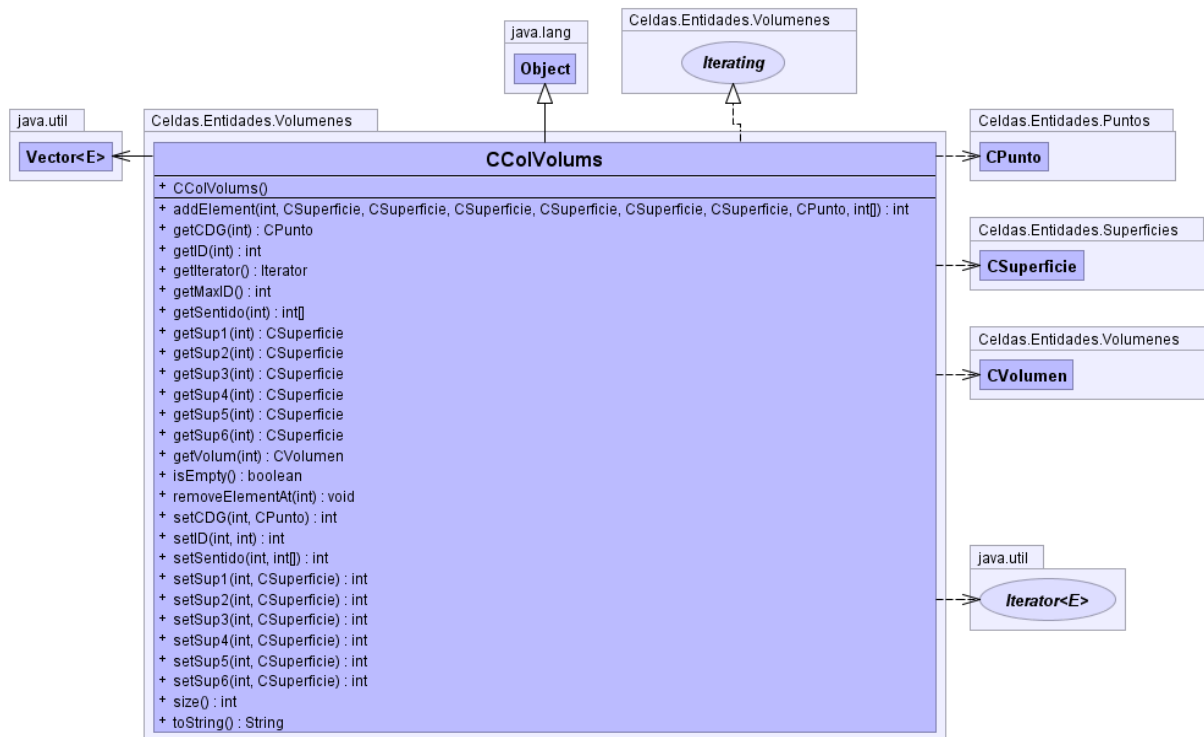 java.lang
Object
Celdas.Entidades.Volumenes
Iterating
java.util
Vector<E>
Celdas.Entidades.Volumenes
CColVolums
+ CColVolums()
+ addElement(int, CSuperficie, CSuperficie, CSuperficie, CSuperficie, CSuperficie, CSuperficie, CPunto, int[]) : int
+ getCDG(int) : CPunto
+ getID(int) : int
+ getIterator() : Iterator
+ getMaxID() : int
+ getSentido(int) : int[]
+ getSup1(int) : CSuperficie
+ getSup2(int) : CSuperficie
+ getSup3(int) : CSuperficie
+ getSup4(int) : CSuperficie
+ getSup5(int) : CSuperficie
+ getSup6(int) : CSuperficie
+ getVolum(int) : CVolumen
+ isEmpty() : boolean
+ removeElementAt(int) : void
+ setCDG(int, CPunto) : int
+ setID(int, int) : int
+ setSentido(int, int[]) : int
+ setSup1(int, CSuperficie) : int
+ setSup2(int, CSuperficie) : int
+ setSup3(int, CSuperficie) : int
+ setSup4(int, CSuperficie) : int
+ setSup5(int, CSuperficie) : int
+ setSup6(int, CSuperficie) : int
+ size() : int
+ toString() : String
Celdas.Entidades.Puntos
CPunto
Celdas.Entidades.Superficies
CSuperficie
Celdas.Entidades.Volumenes
CVolumen
java.util
Iterator<E>